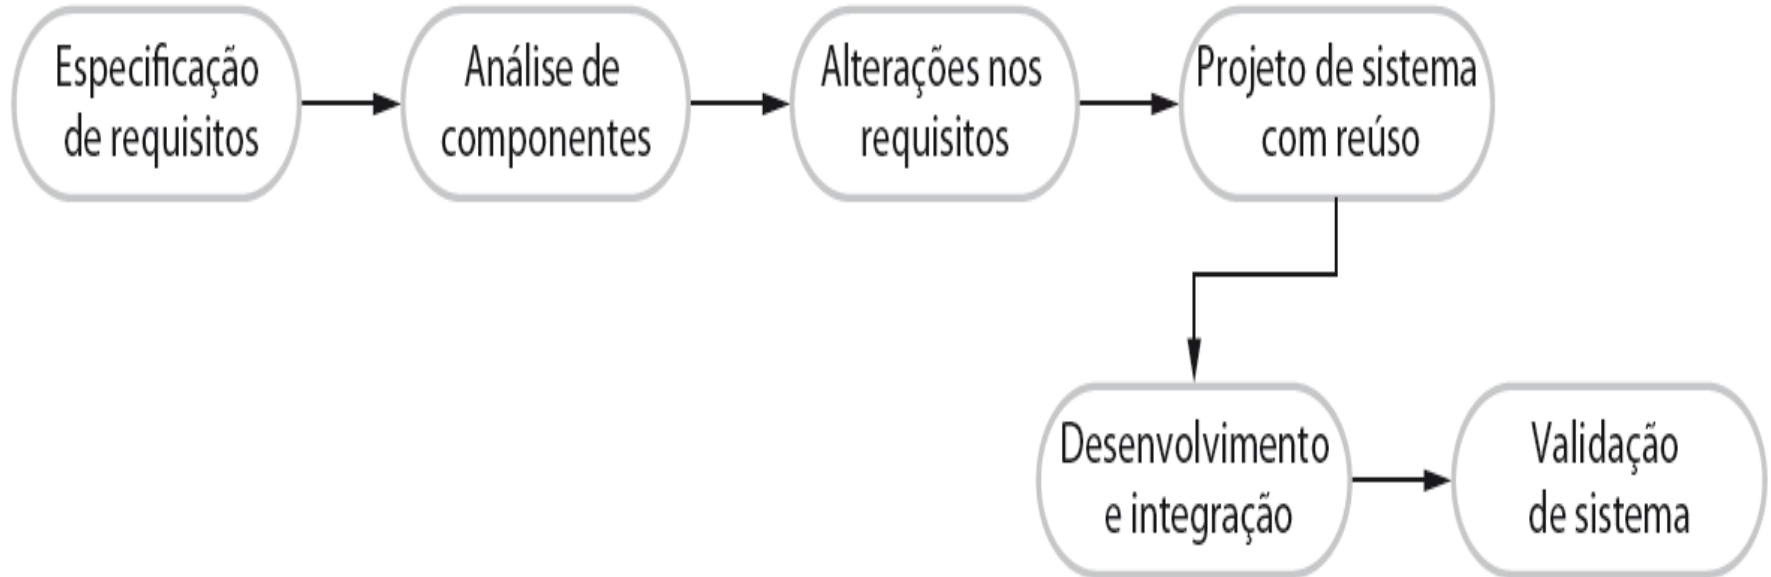 Especificação
de requisitos
Análise de
componentes
Alterações nos
requisitos
Projeto de sistema
com reúso
Desenvolvimento
e integração
Validação
de sistema